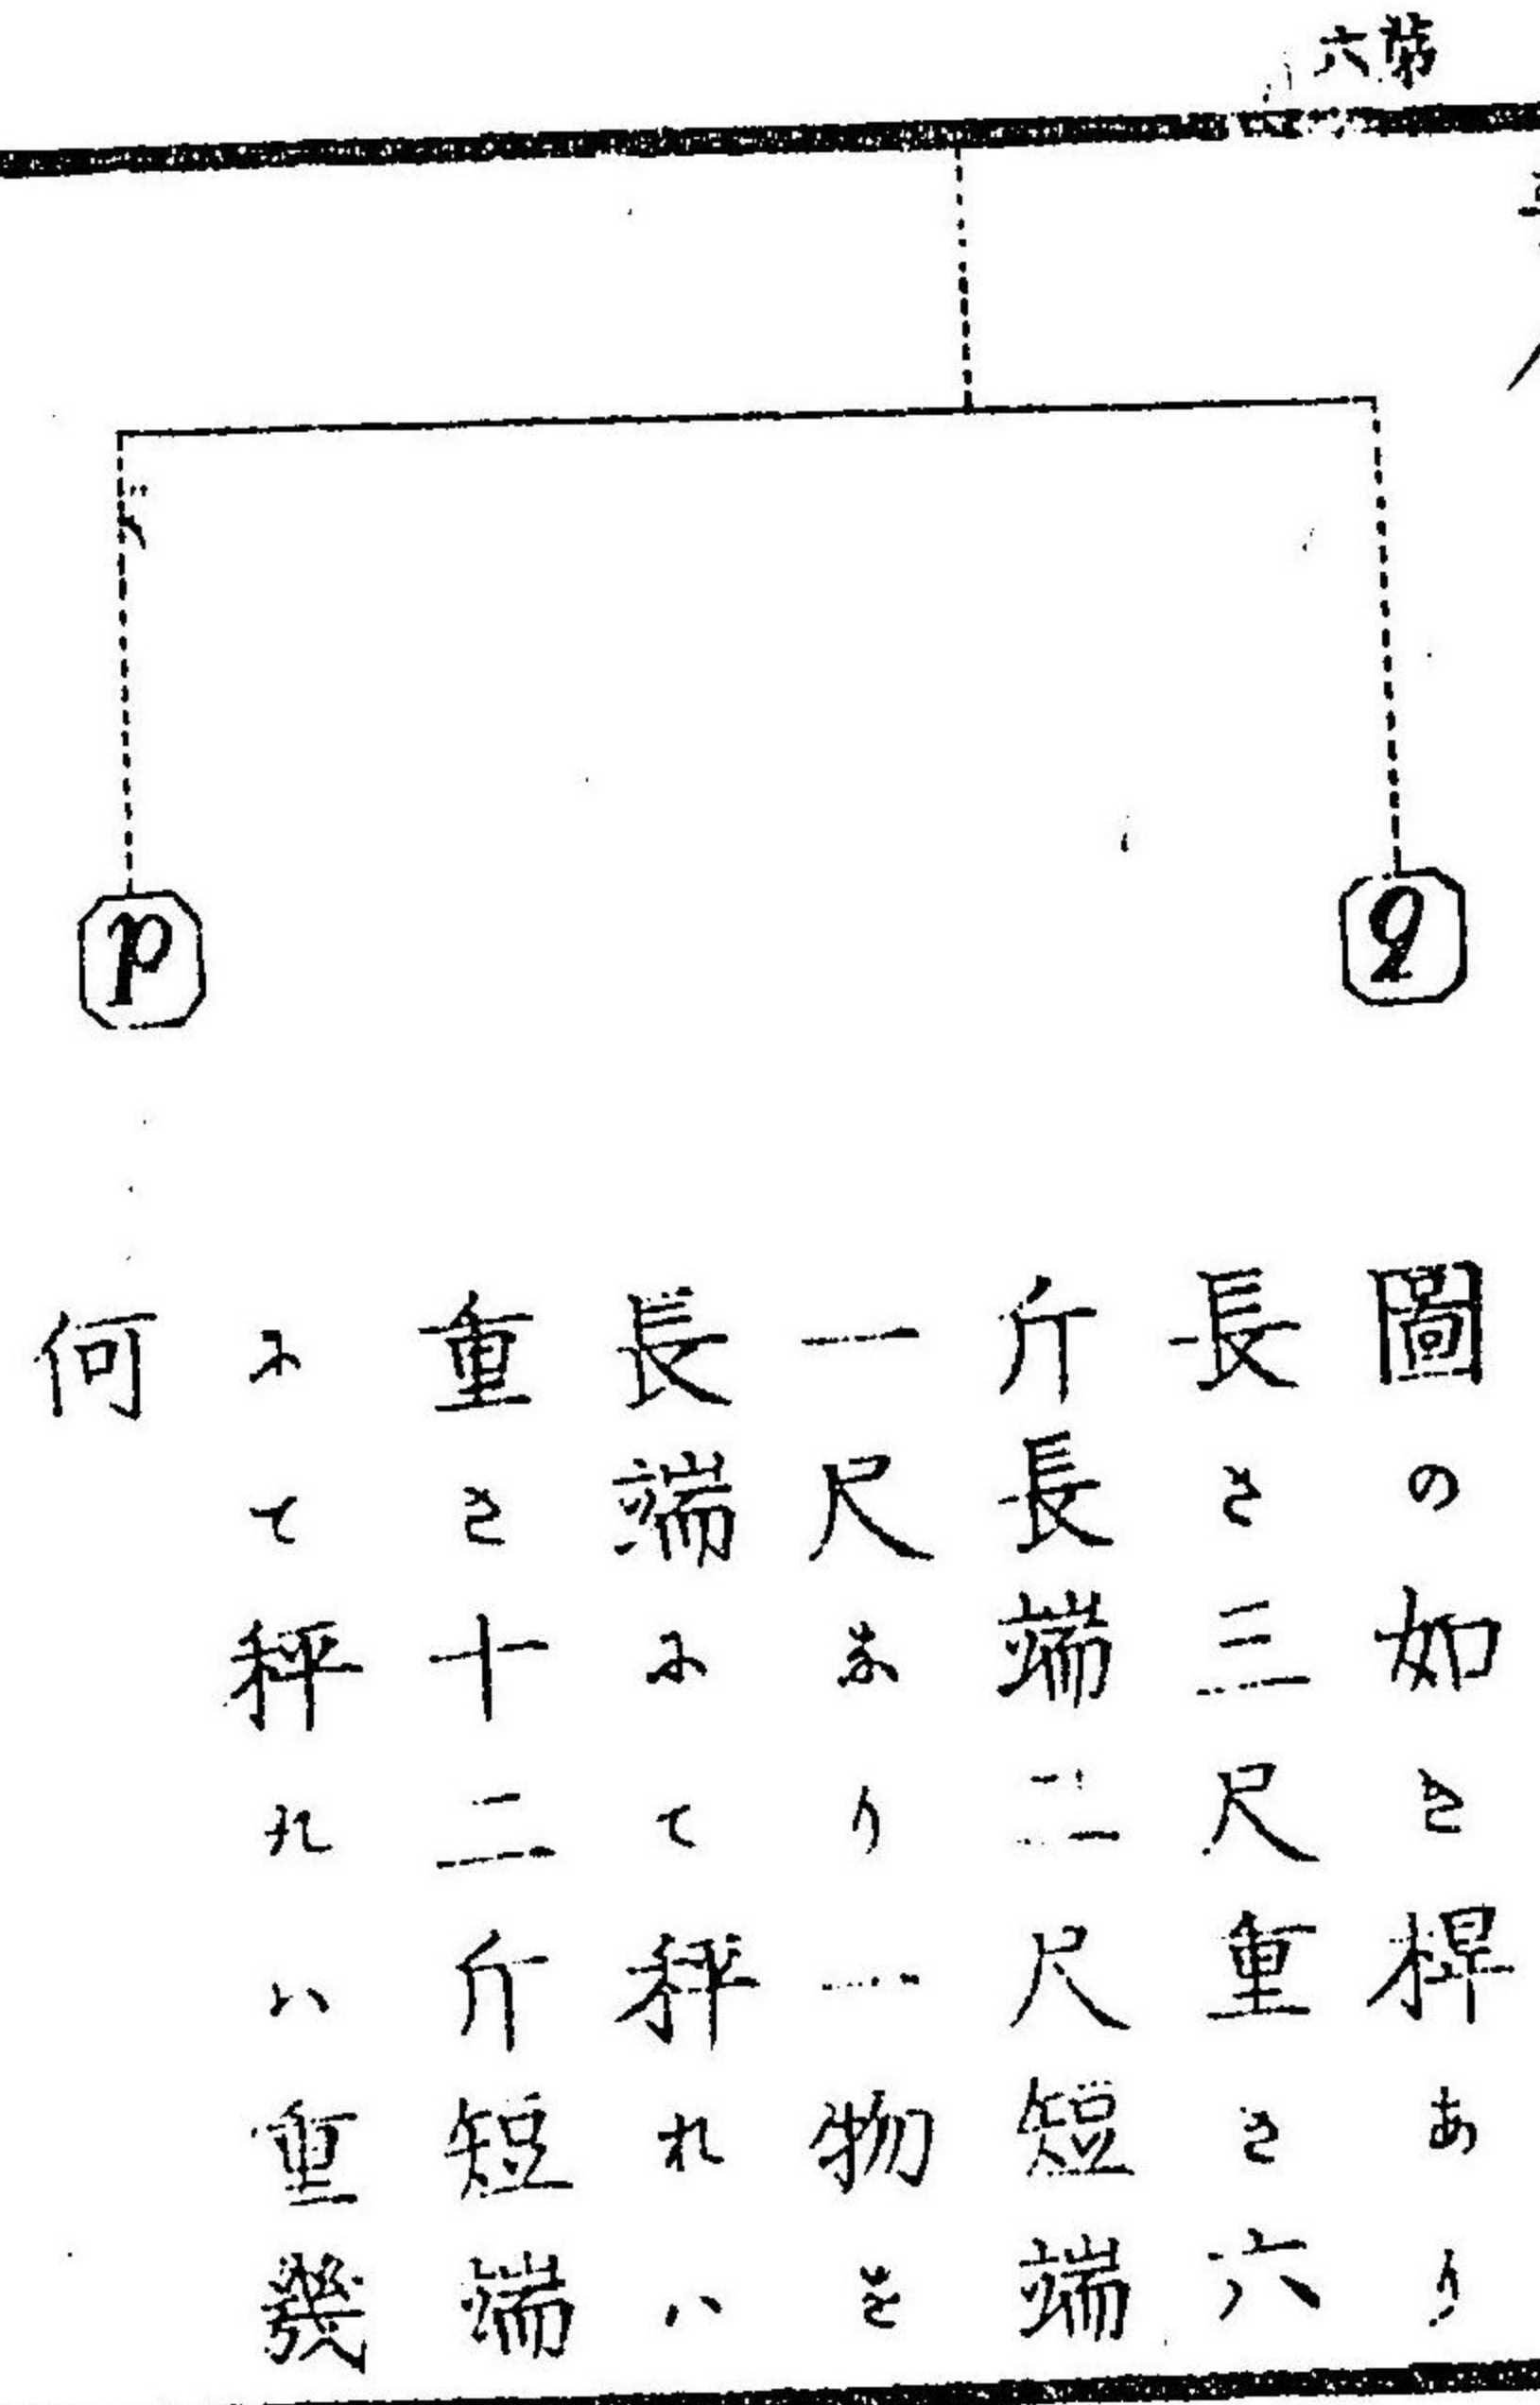 第六
p
q
圖の如き桿あり
長さ三尺重さ六
斤長端二尺短端
一尺なり一物を
長端にて秤れハ
重さ十二斤短端
にて秤れハ重幾
何